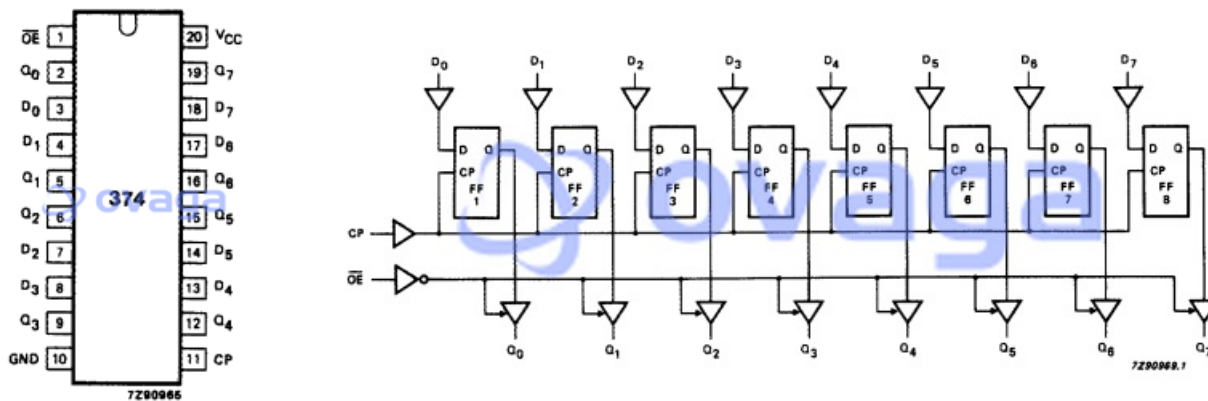 OE 1 20 VCC
Q0 2 19 Q7
D0 3 18 D7
D1 4 17 D6
Q1 5 16 Q6
374
ovaga
Q2 6 15 Q5
D2 7 14 D5
D3 8 13 D4
Q3 9 12 Q4
GND 10 11 CP
7Z90965
D0 D1 D2 D3 D4 D5 D6 D7
D Q D Q D Q D Q D Q D Q D Q D Q
CP CP CP CP CP CP CP CP
FF FF FF FF FF FF FF FF
1 2 3 4 5 6 7 8
ovaga
CP
OE
Q0 Q1 Q2 Q3 Q4 Q5 Q6 Q7
7Z90969.1